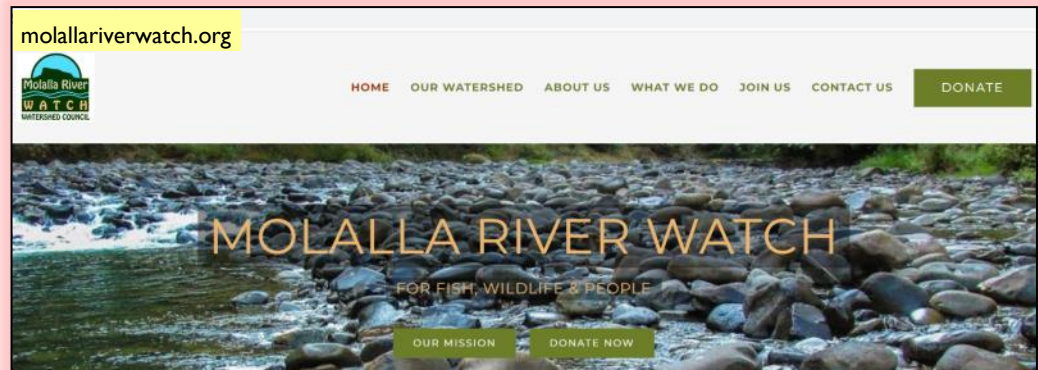 molallariverwatch.org
Molalla River
WATCH
WATERSHED COUNCIL
HOME OUR WATERSHED ABOUT US WHAT WE DO JOIN US CONTACT US DONATE
MOLALLA RIVER WATCH
FOR FISH, WILDLIFE & PEOPLE
OUR MISSION DONATE NOW